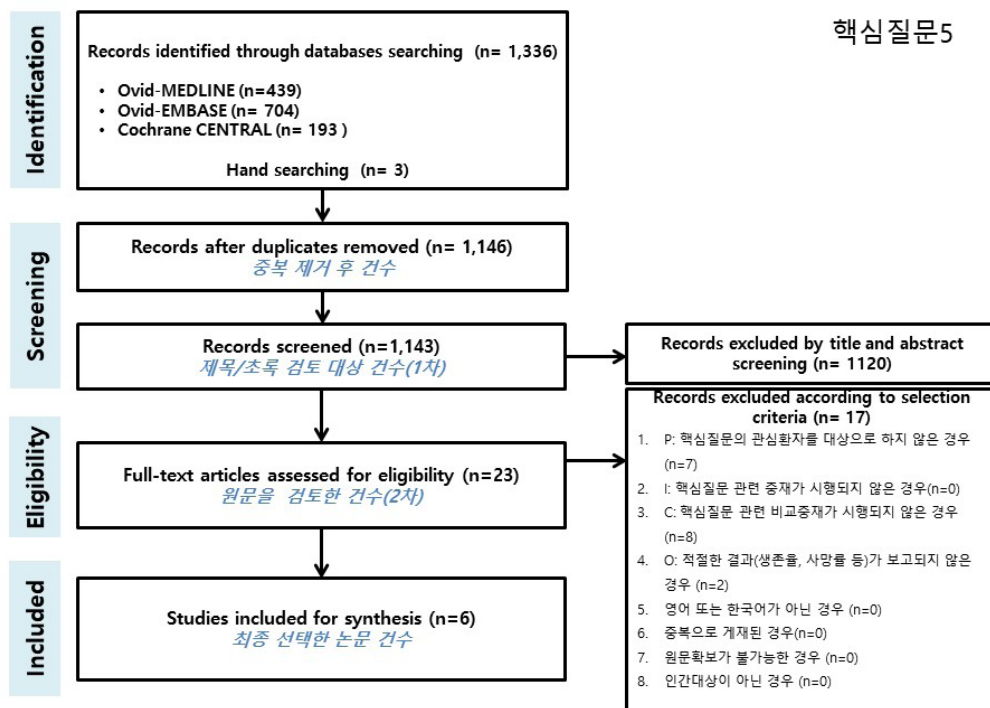 핵심질문5
Identification
Records identified through databases searching (n= 1,336)
• Ovid-MEDLINE (n=439)
• Ovid-EMBASE (n= 704)
• Cochrane CENTRAL (n= 193 )
Hand searching (n= 3)
Screening
Records after duplicates removed (n= 1,146)
중복 제거 후 건수
Records screened (n=1,143)
제목/초록 검토 대상 건수(1차)
Records excluded by title and abstract
screening (n= 1120)
Eligibility
Full-text articles assessed for eligibility (n=23)
원문을 검토한 건수(2차)
Records excluded according to selection
criteria (n= 17)
1. P: 핵심질문의 관심환자를 대상으로 하지 않은 경우
(n=7)
2. I: 핵심질문 관련 중재가 시행되지 않은 경우(n=0)
3. C: 핵심질문 관련 비교중재가 시행되지 않은 경우
(n=8)
4. O: 적절한 결과(생존율, 사망률 등)가 보고되지 않은
경우 (n=2)
5. 영어 또는 한국어가 아닌 경우 (n=0)
6. 중복으로 게재된 경우(n=0)
7. 원문확보가 불가능한 경우 (n=0)
8. 인간대상이 아닌 경우 (n=0)
Included
Studies included for synthesis (n=6)
최종 선택한 논문 건수